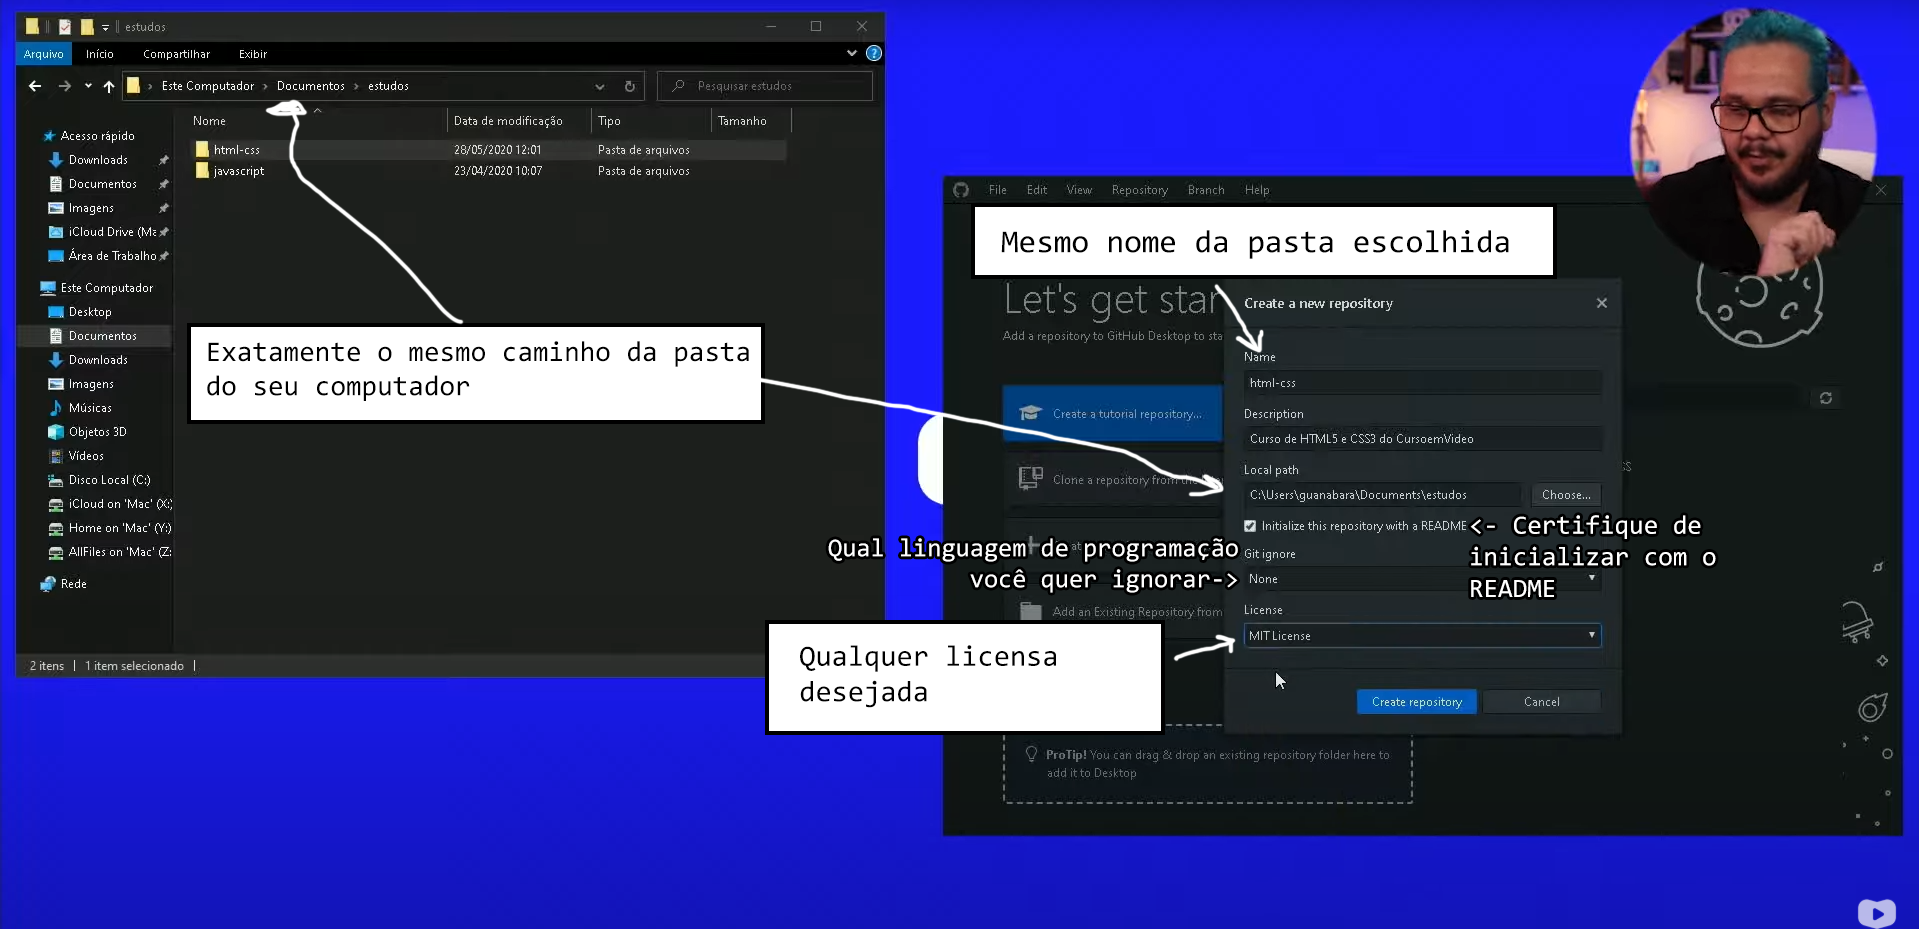 estudos
Arquivo Início Compartilhar Exibir
Este Computador > Documentos > estudos
Pesquisar estudos
Nome Data de modificação Tipo Tamanho
html-css 28/05/2020 12:01 Pasta de arquivos
javascript 23/04/2020 10:07 Pasta de arquivos
Acesso rápido
Downloads
Documentos
Imagens
iCloud Drive (Ma
Área de Trabalho
Este Computador
Desktop
Documentos
Downloads
Imagens
Músicas
Objetos 3D
Vídeos
Disco Local (C:)
iCloud on 'Mac' (X:
Home on 'Mac' (Y:)
AllFiles on 'Mac' (Z:
Rede
2 itens 1 item selecionado
Exatamente o mesmo caminho da pasta
do seu computador
File Edit View Repository Branch Help
Mesmo nome da pasta escolhida
Let's get star
Add a repository to GitHub Desktop to sta
Create a tutorial repository...
Clone a repository from the
Add an Existing Repository from
ProTip! You can drag & drop an existing repository folder here to
add it to Desktop
Create a new repository
Name
html-css
Description
Curso de HTML5 e CSS3 do CursoemVideo
Local path
C:\Users\guanabara\Documents\estudos
Choose...
Initialize this repository with a README
<- Certifique de
inicializar com o
README
Qual linguagem de programação
você quer ignorar->
Git ignore
None
License
MIT License
Qualquer licensa
desejada
Create repository Cancel